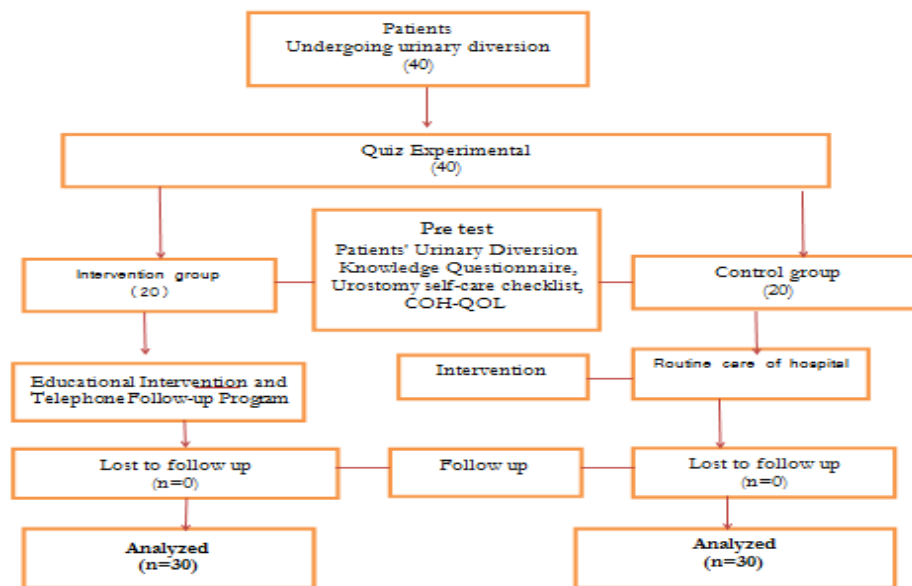 Patients
Undergoing urinary diversion
(40)
Quiz Experimental
(40)
Pre test
Patients' Urinary Diversion
Knowledge Questionnaire,
Urostomy self-care checklist,
COH-QOL
Intervention group
(20)
Control group
(20)
Educational Intervention and
Telephone Follow-up Program
Intervention
Routine care of hospital
Lost to follow up
(n=0)
Follow up
Lost to follow up
(n=0)
Analyzed
(n=30)
Analyzed
(n=30)